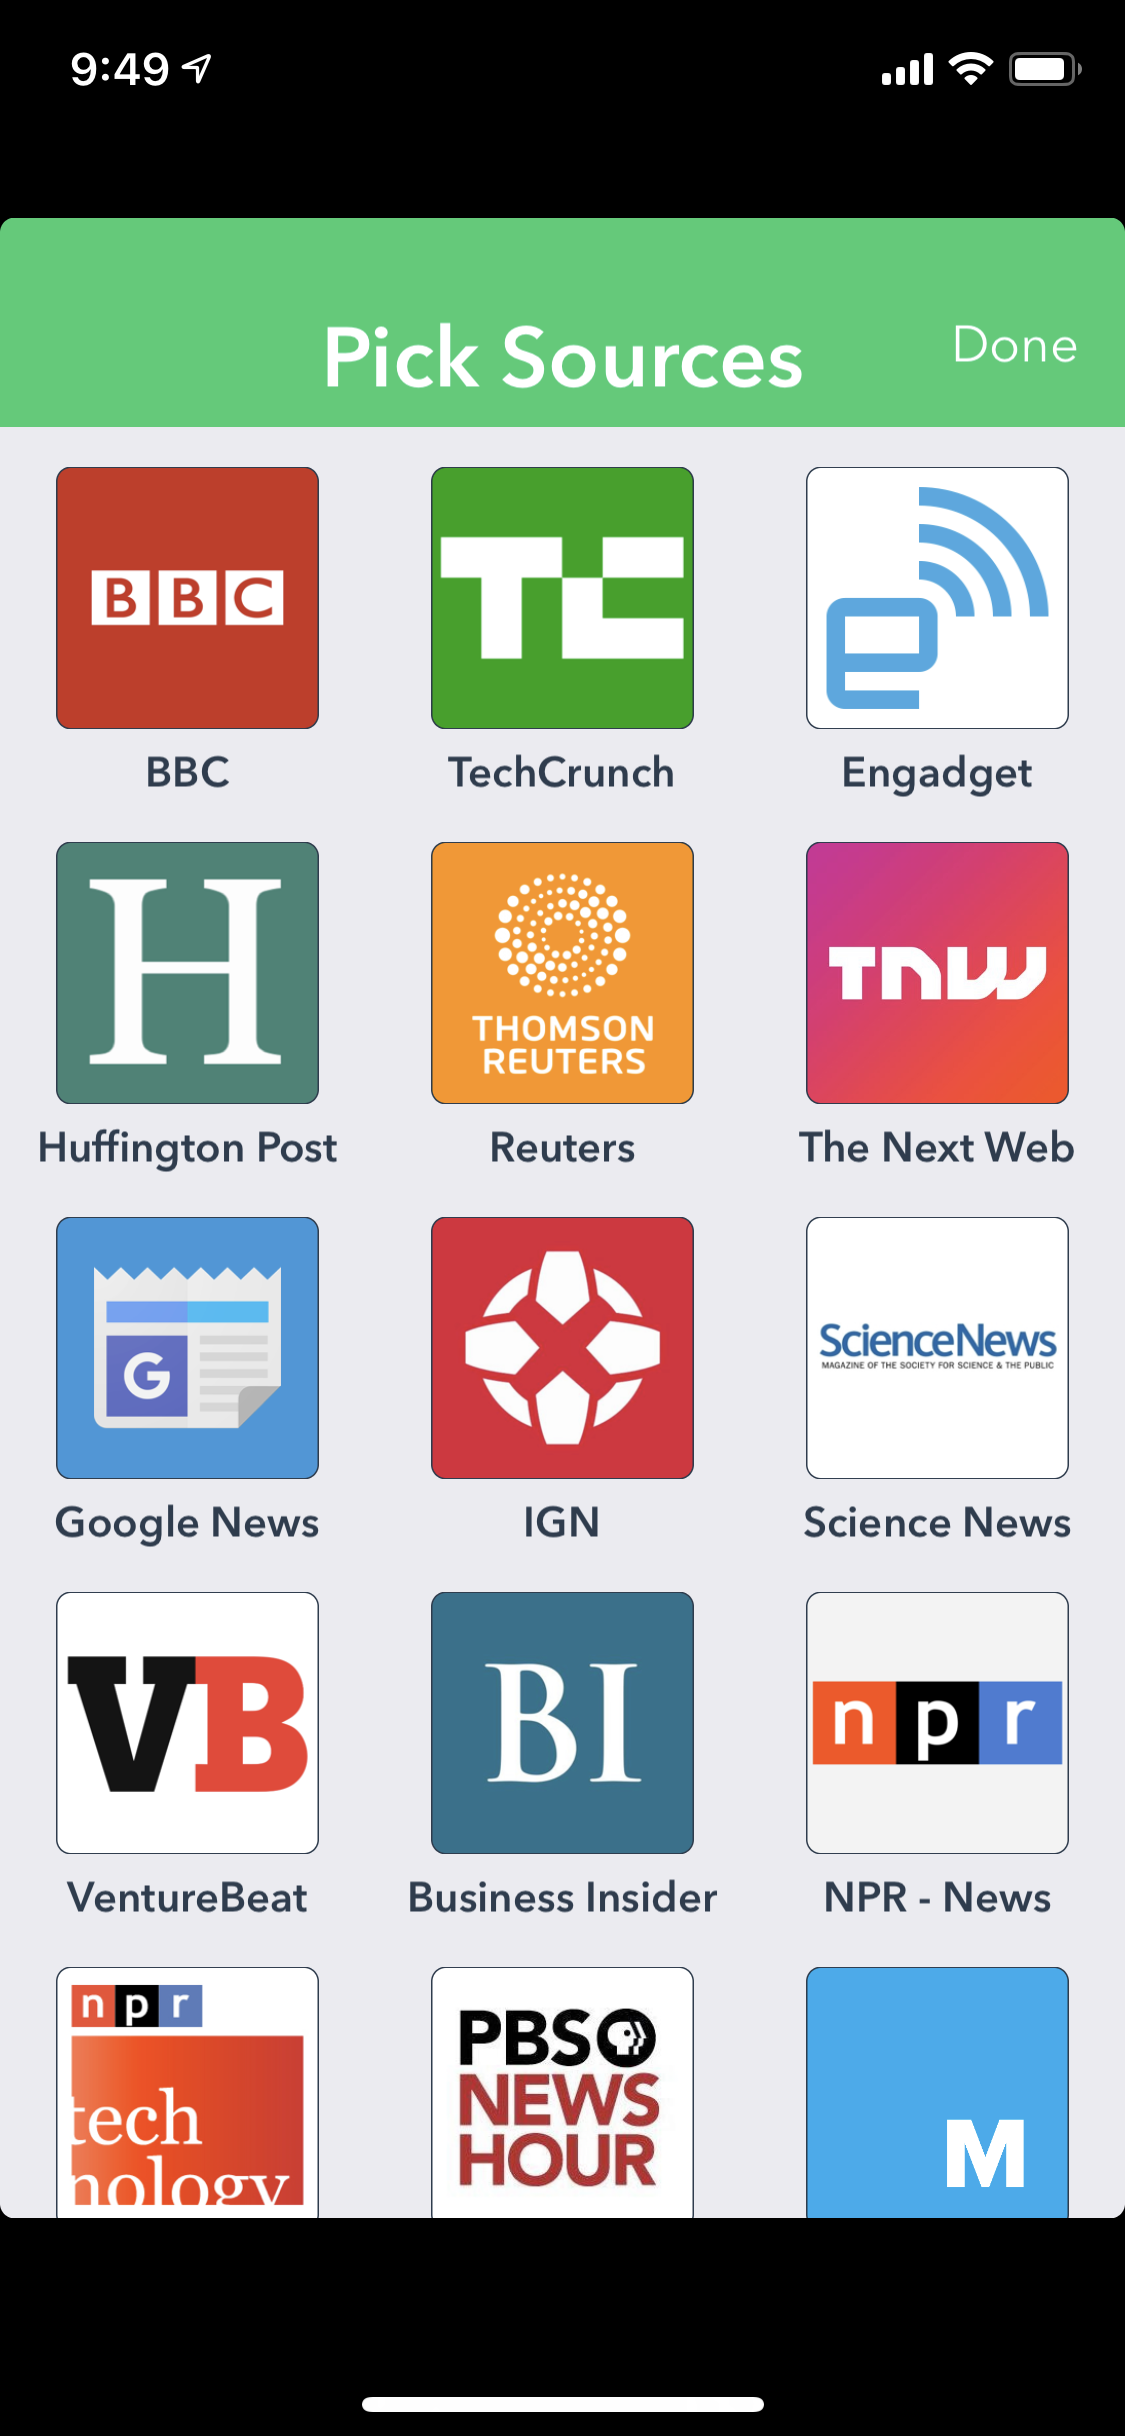 9:49
Pick Sources
Done
BBC
TC
e
BBC
TechCrunch
Engadget
H
THOMSON
REUTERS
TNW
Huffington Post
Reuters
The Next Web
G
ScienceNews
MAGAZINE OF THE SOCIETY FOR SCIENCE & THE PUBLIC
Google News
IGN
Science News
VB
BI
npr
VentureBeat
Business Insider
NPR - News
npr
tech
nology
PBS
NEWS
HOUR
M